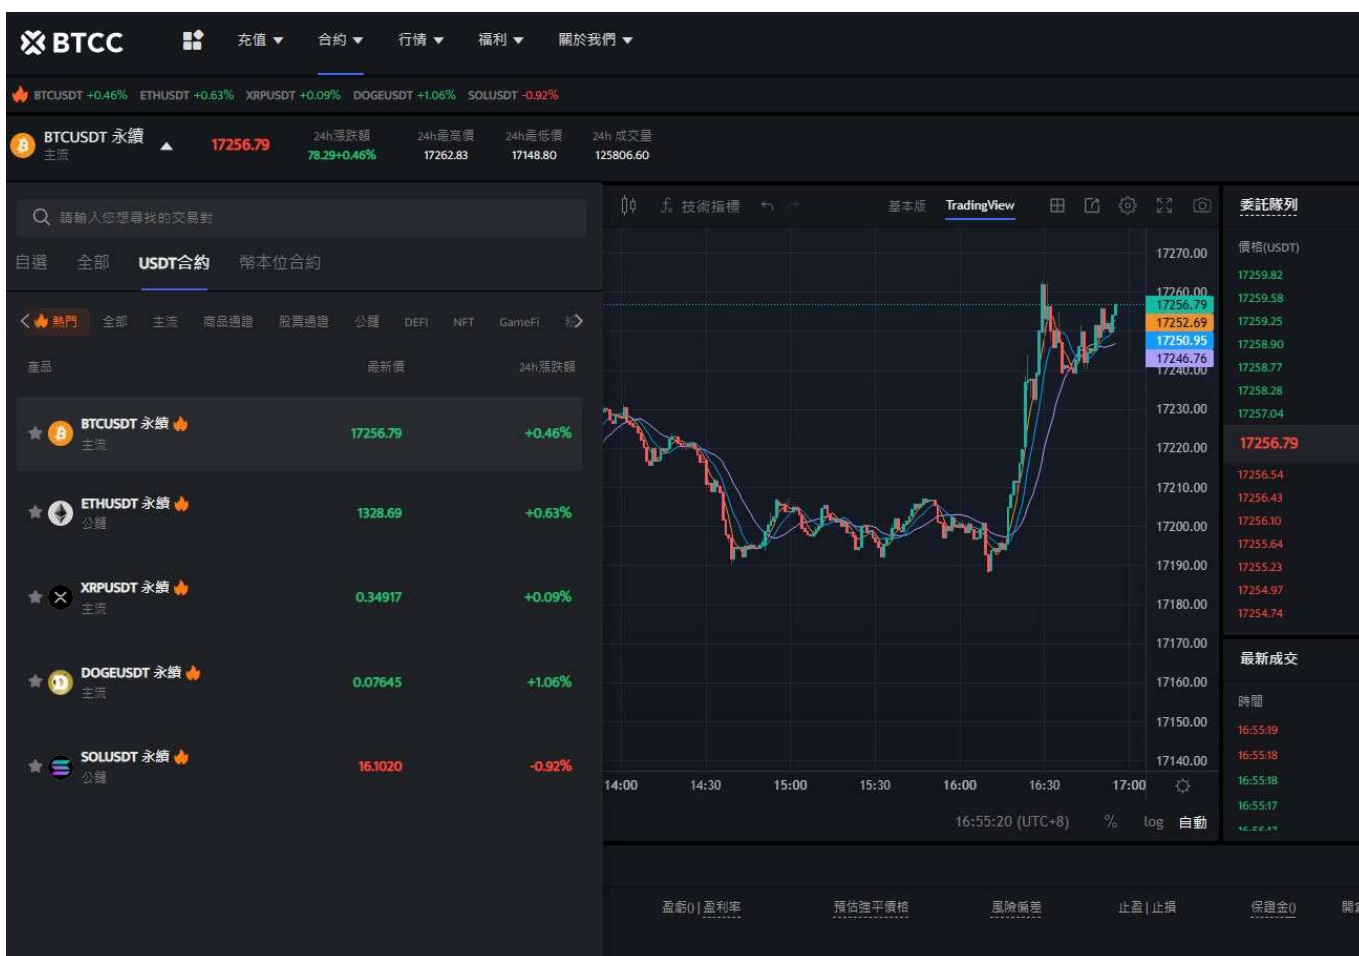 BTCC 充值 合約 行情 福利 關於我們
BTCUSDT +0.46% ETHUSDT +0.63% XRPUSDT +0.09% DOGEUSDT +1.06% SOLUSDT -0.92%
BTCUSDT 永續
主流
17256.79
24h漲跌額
78.29+0.46%
24h最高價
17262.83
24h最低價
17148.80
24h 成交量
125806.60
請輸入您想尋找的交易對
自選 全部 USDT合約 幣本位合約
熱門 全部 主流 商品通證 股票通證 公鏈 DEFI NFT GameFi
產品 最新價 24h漲跌額
BTCUSDT 永續
主流
17256.79 +0.46%
ETHUSDT 永續
公鏈
1328.69 +0.63%
XRPUSDT 永續
主流
0.34917 +0.09%
DOGEUSDT 永續
主流
0.07645 +1.06%
SOLUSDT 永續
公鏈
16.1020 -0.92%
技術指標 基本版 TradingView
17270.00
17260.00
17256.79
17252.69
17250.95
17246.76
17240.00
17230.00
17220.00
17210.00
17200.00
17190.00
17180.00
17170.00
17160.00
17150.00
17140.00
14:00 14:30 15:00 15:30 16:00 16:30 17:00
16:55:20 (UTC+8) % log 自動
委託隊列
價格(USDT)
17259.82
17259.58
17259.25
17258.90
17258.77
17258.28
17257.04
17256.79
17256.54
17256.43
17256.10
17255.64
17255.23
17254.97
17254.74
最新成交
時間
16:55:19
16:55:18
16:55:18
16:55:17
16:55:17
盈虧()|盈利率 預估強平價格 風險偏差 止盈|止損 保證金()